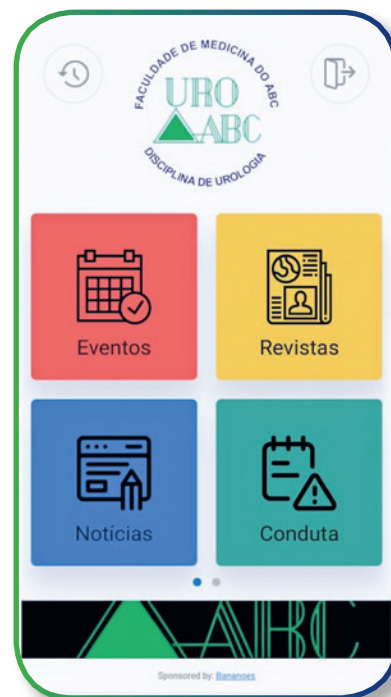 FACULDADE DE MEDICINA DO ABC
URO
ABC
DISCIPLINA DE UROLOGIA
Eventos
Revistas
Notícias
Conduta
ABC
Sponsored by: Bananoes